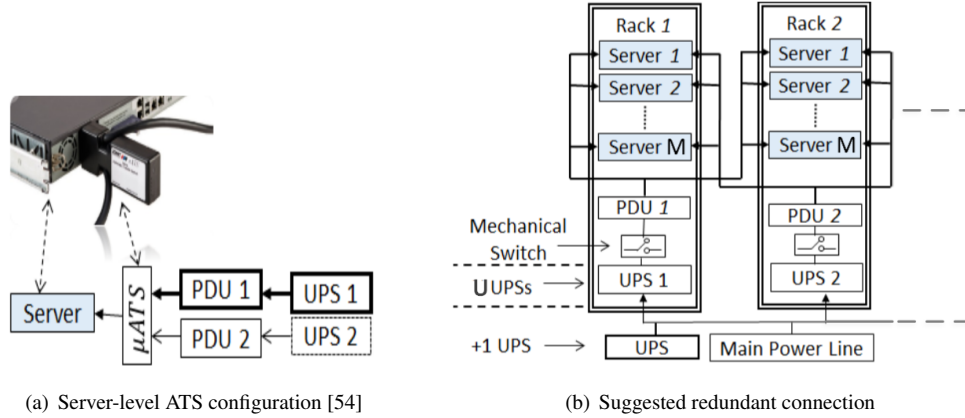 Rack 1
Server 1
Server 2
Server M
PDU 1
UPS 1
Rack 2
Server 1
Server 2
Server M
PDU 2
UPS 2
Mechanical
Switch
U UPSs
+1 UPS
UPS
Main Power Line
Server
μATS
PDU 1
UPS 1
PDU 2
UPS 2
(a) Server-level ATS configuration [54]
(b) Suggested redundant connection